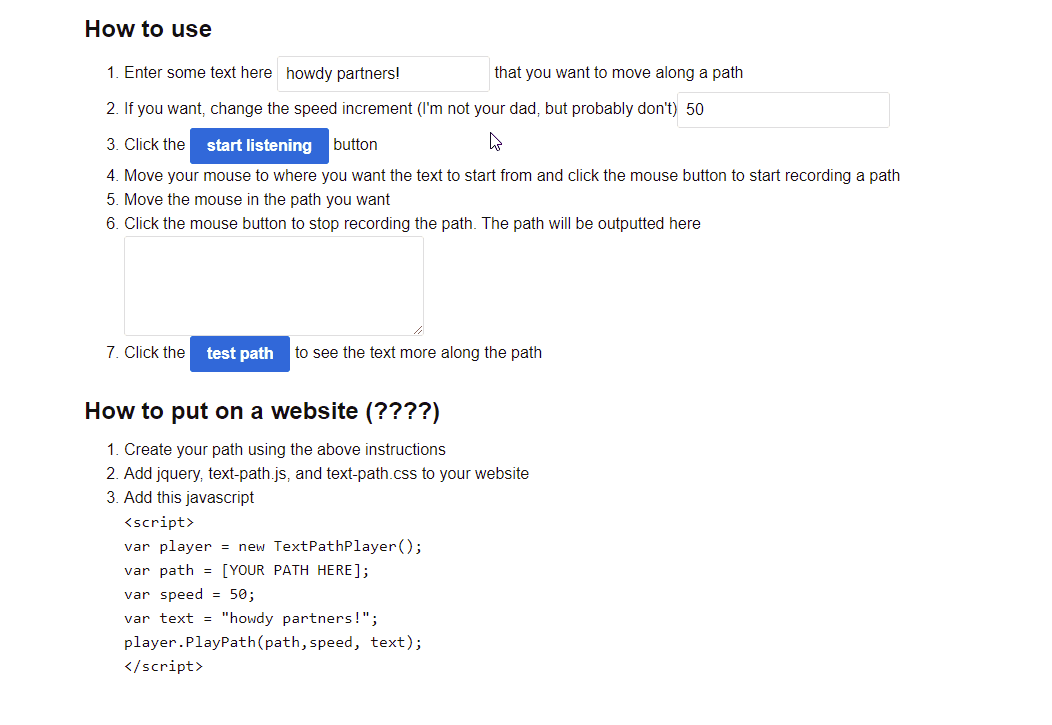 How to use
1. Enter some text here howdy partners! that you want to move along a path
2. If you want, change the speed increment (I'm not your dad, but probably don't) 50
3. Click the start listening button
4. Move your mouse to where you want the text to start from and click the mouse button to start recording a path
5. Move the mouse in the path you want
6. Click the mouse button to stop recording the path. The path will be outputted here
7. Click the test path to see the text more along the path
How to put on a website (????)
1. Create your path using the above instructions
2. Add jquery, text-path.js, and text-path.css to your website
3. Add this javascript
<script>
var player = new TextPathPlayer();
var path = [YOUR PATH HERE];
var speed = 50;
var text = "howdy partners!";
player.PlayPath(path,speed, text);
</script>